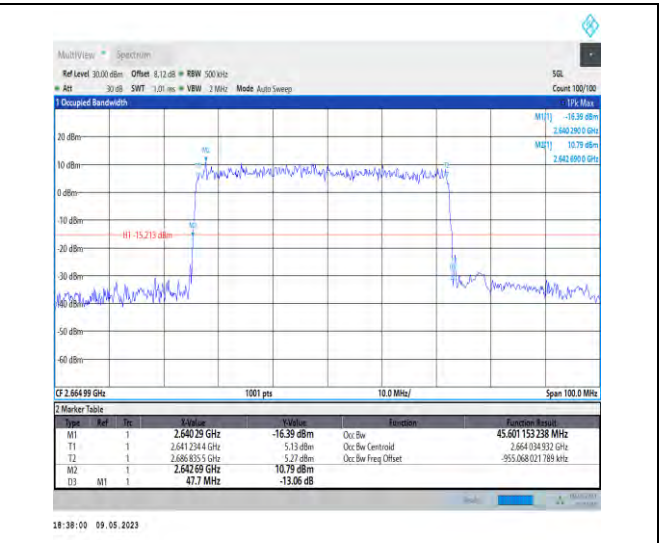 MultiView Spectrum
Ref Level 30.00 dBm Offset 8.12 dB RBW 500 kHz SGL
Att 30 dB SWT 1.01 ms VBW 2 MHz Mode Auto Sweep Count 100/100
1 Occupied Bandwidth 1Pk Max
M1[1] -16.39 dBm
2.640 290 0 GHz
M2[1] 10.79 dBm
2.642 690 0 GHz
20 dBm
M2
10 dBm
T1 T2
0 dBm
-10 dBm
H1 -15.213 dBm
-20 dBm
-30 dBm
-40 dBm
-50 dBm
-60 dBm
CF 2.664 99 GHz 1001 pts 10.0 MHz/ Span 100.0 MHz
2 Marker Table
Type Ref Trc X-Value Y-Value Function Function Result
M1 1 2.640 29 GHz -16.39 dBm Occ Bw 45.601 153 238 MHz
T1 1 2.641 234 4 GHz 5.13 dBm Occ Bw Centroid 2.664 034 932 GHz
T2 1 2.686 835 5 GHz 5.27 dBm Occ Bw Freq Offset -955.068 021 789 kHz
M2 1 2.642 69 GHz 10.79 dBm
D3 M1 1 47.7 MHz -13.06 dB
18:38:00 09.05.2023